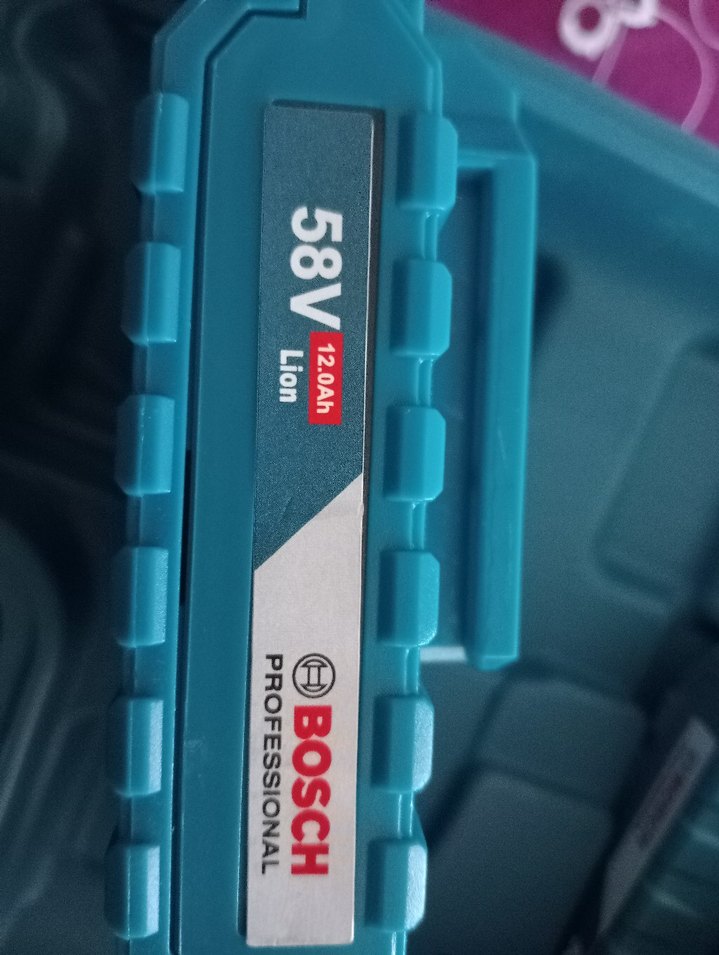 58V
12.0Ah
Lion
BOSCH
PROFESSIONAL